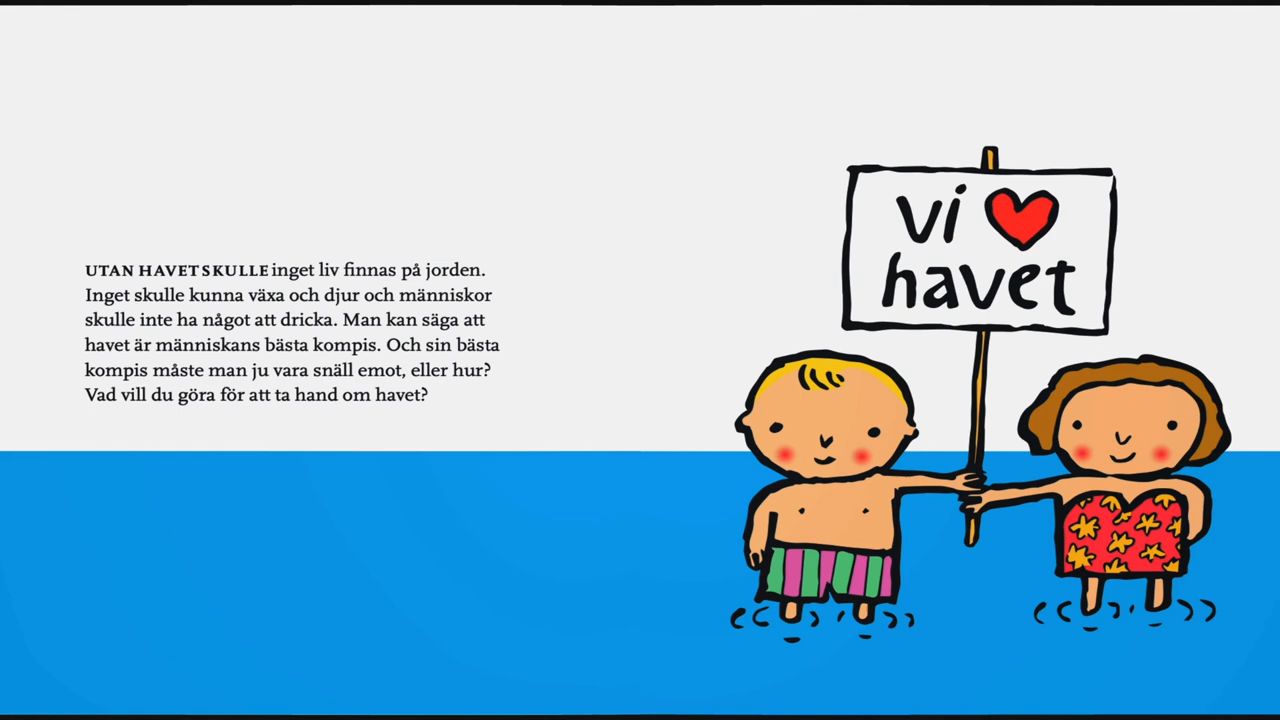 UTAN HAVET SKULLE inget liv finnas på jorden.
Inget skulle kunna växa och djur och människor
skulle inte ha något att dricka. Man kan säga att
havet är människans bästa kompis. Och sin bästa
kompis måste man ju vara snäll emot, eller hur?
Vad vill du göra för att ta hand om havet?
vi ❤
havet